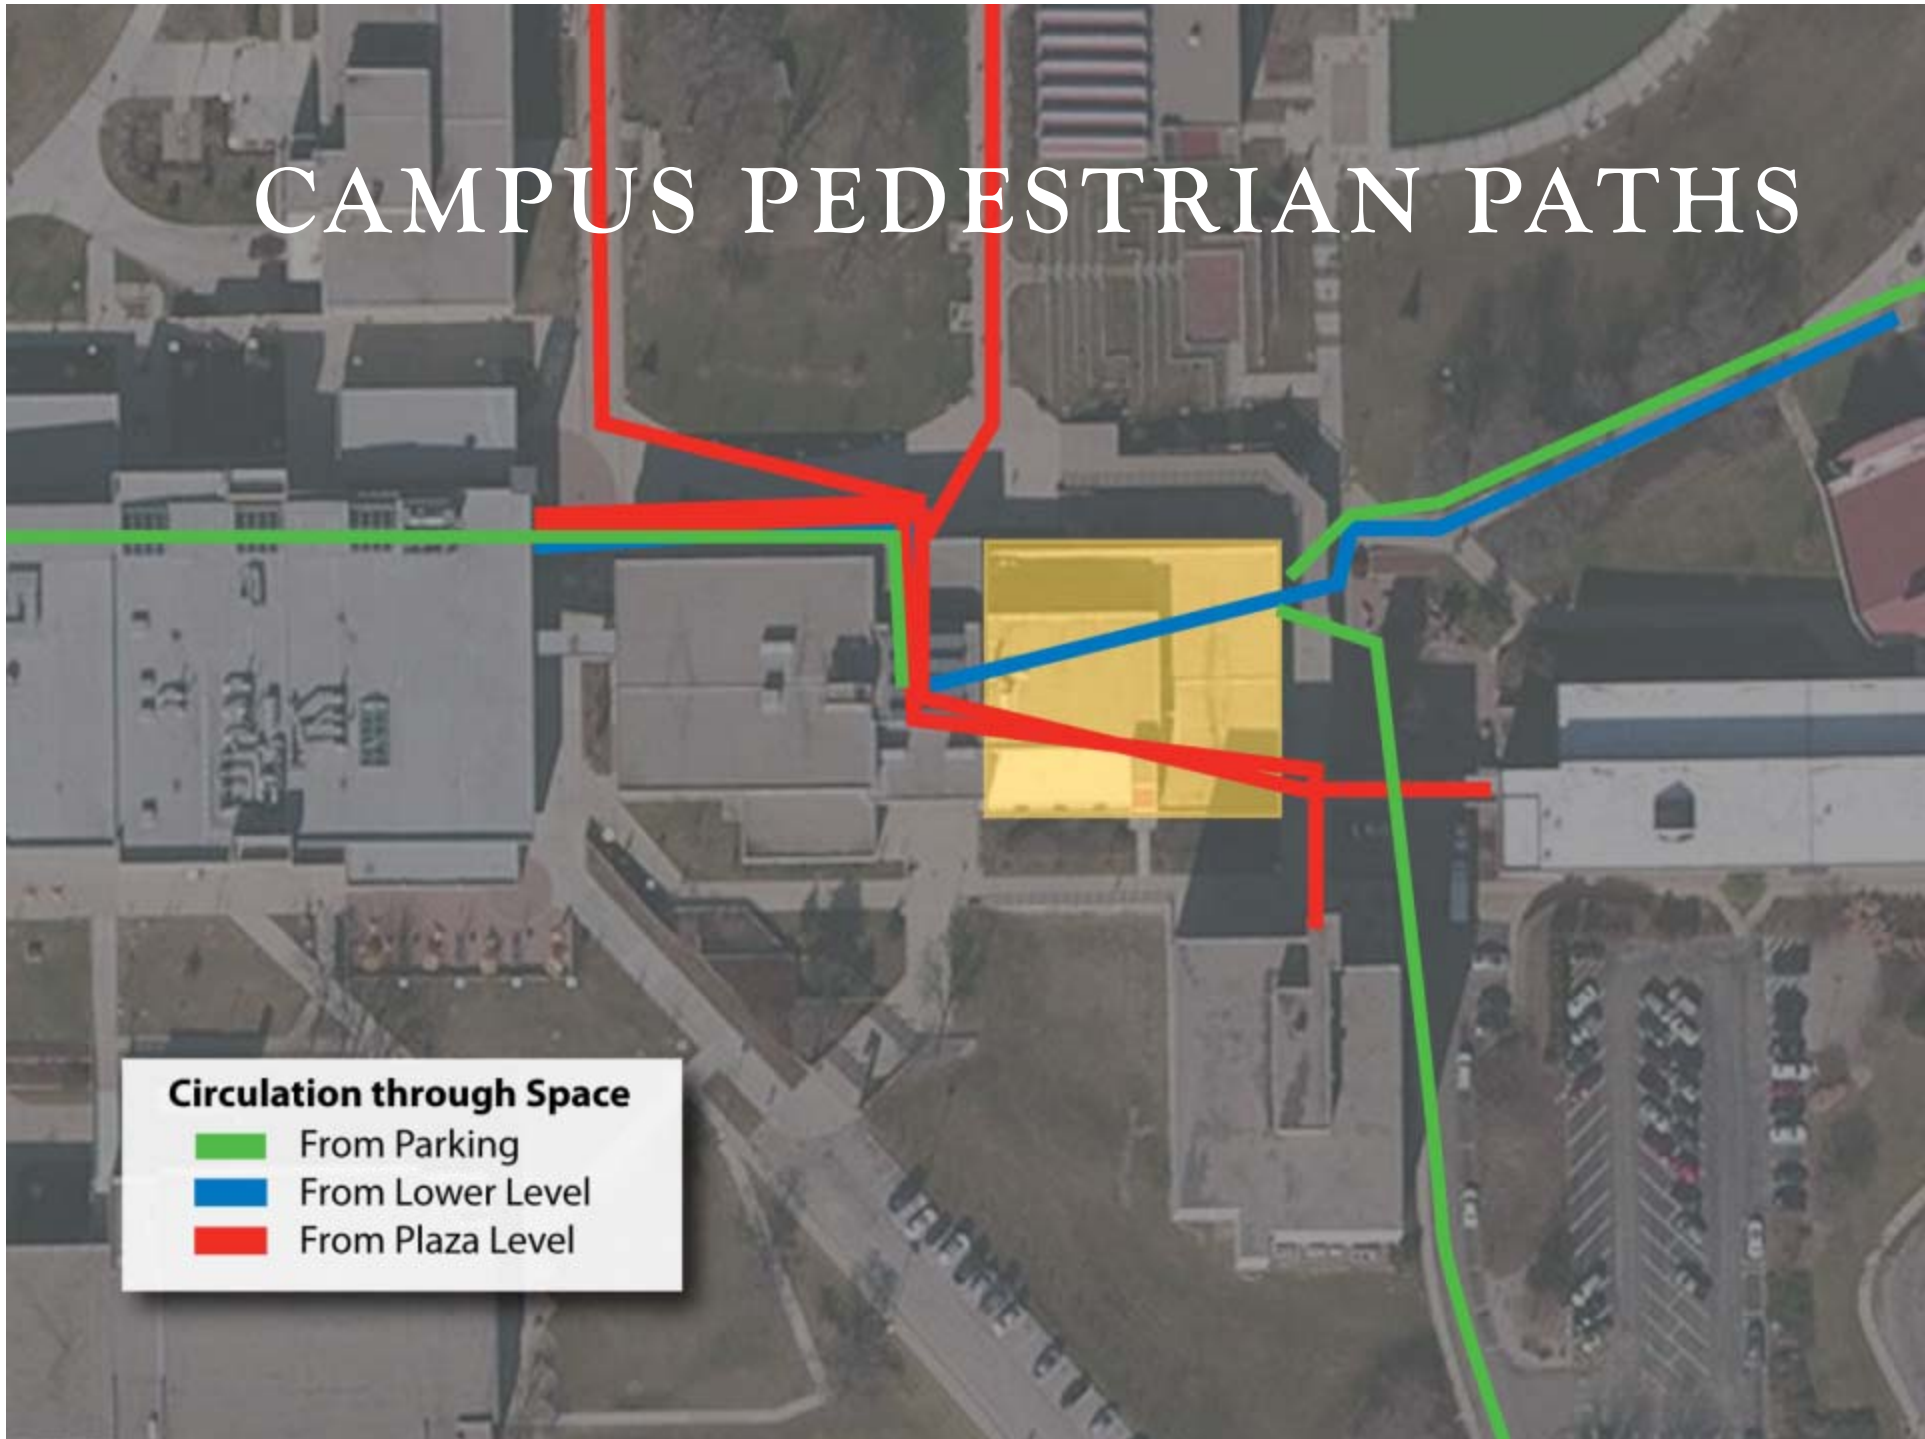 CAMPUS PEDESTRIAN PATHS
Circulation through Space
From Parking
From Lower Level
From Plaza Level